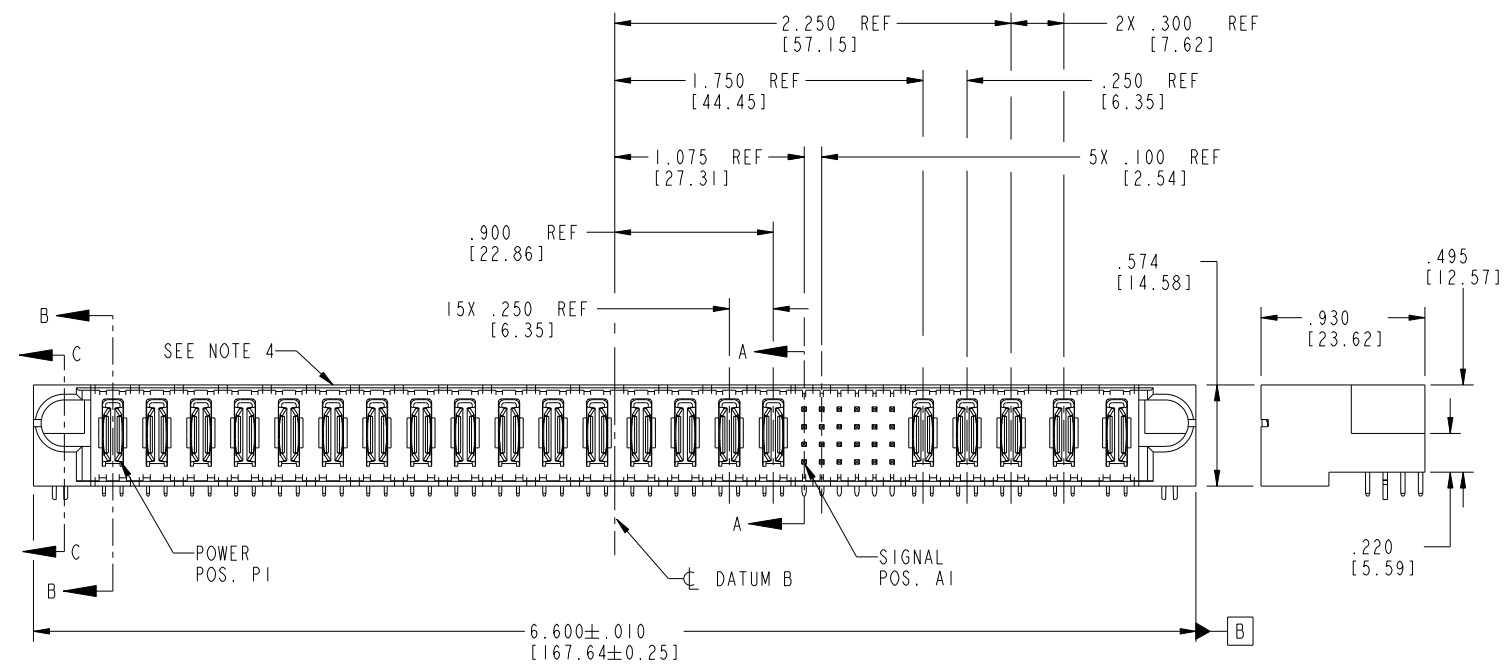 2.250 REF
[57.15]
2X .300 REF
[7.62]
1.750 REF
[44.45]
.250 REF
[6.35]
1.075 REF
[27.31]
5X .100 REF
[2.54]
.900 REF
[22.86]
.574
[14.58]
.495
[12.57]
15X .250 REF
[6.35]
.930
[23.62]
B
C
SEE NOTE 4
A
A
C
B
POWER
POS. P1
℄ DATUM B
SIGNAL
POS. A1
.220
[5.59]
6.600±.010
[167.64±0.25]
B